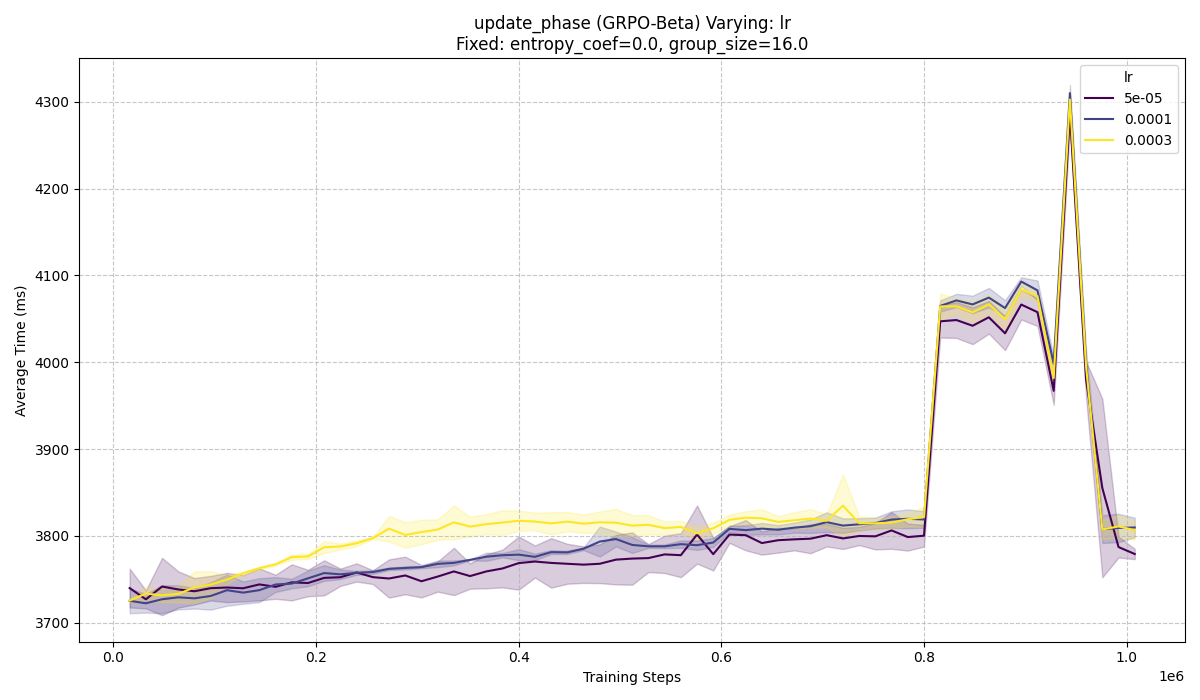 update_phase (GRPO-Beta) Varying: lr
Fixed: entropy_coef=0.0, group_size=16.0
lr
5e-05
0.0001
0.0003
Average Time (ms)
4300
4200
4100
4000
3900
3800
3700
0.0
0.2
0.4
0.6
0.8
1.0
1e6
Training Steps